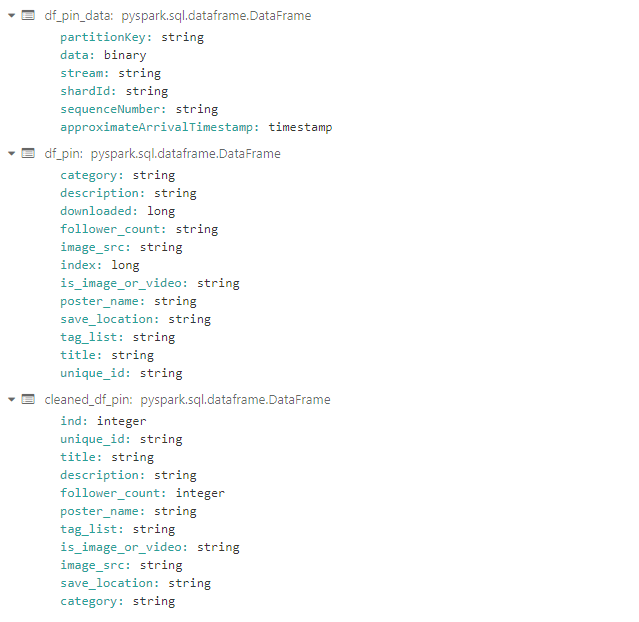 df_pin_data: pyspark.sql.dataframe.DataFrame
partitionKey: string
data: binary
stream: string
shardId: string
sequenceNumber: string
approximateArrivalTimestamp: timestamp
df_pin: pyspark.sql.dataframe.DataFrame
category: string
description: string
downloaded: long
follower_count: string
image_src: string
index: long
is_image_or_video: string
poster_name: string
save_location: string
tag_list: string
title: string
unique_id: string
cleaned_df_pin: pyspark.sql.dataframe.DataFrame
ind: integer
unique_id: string
title: string
description: string
follower_count: integer
poster_name: string
tag_list: string
is_image_or_video: string
image_src: string
save_location: string
category: string